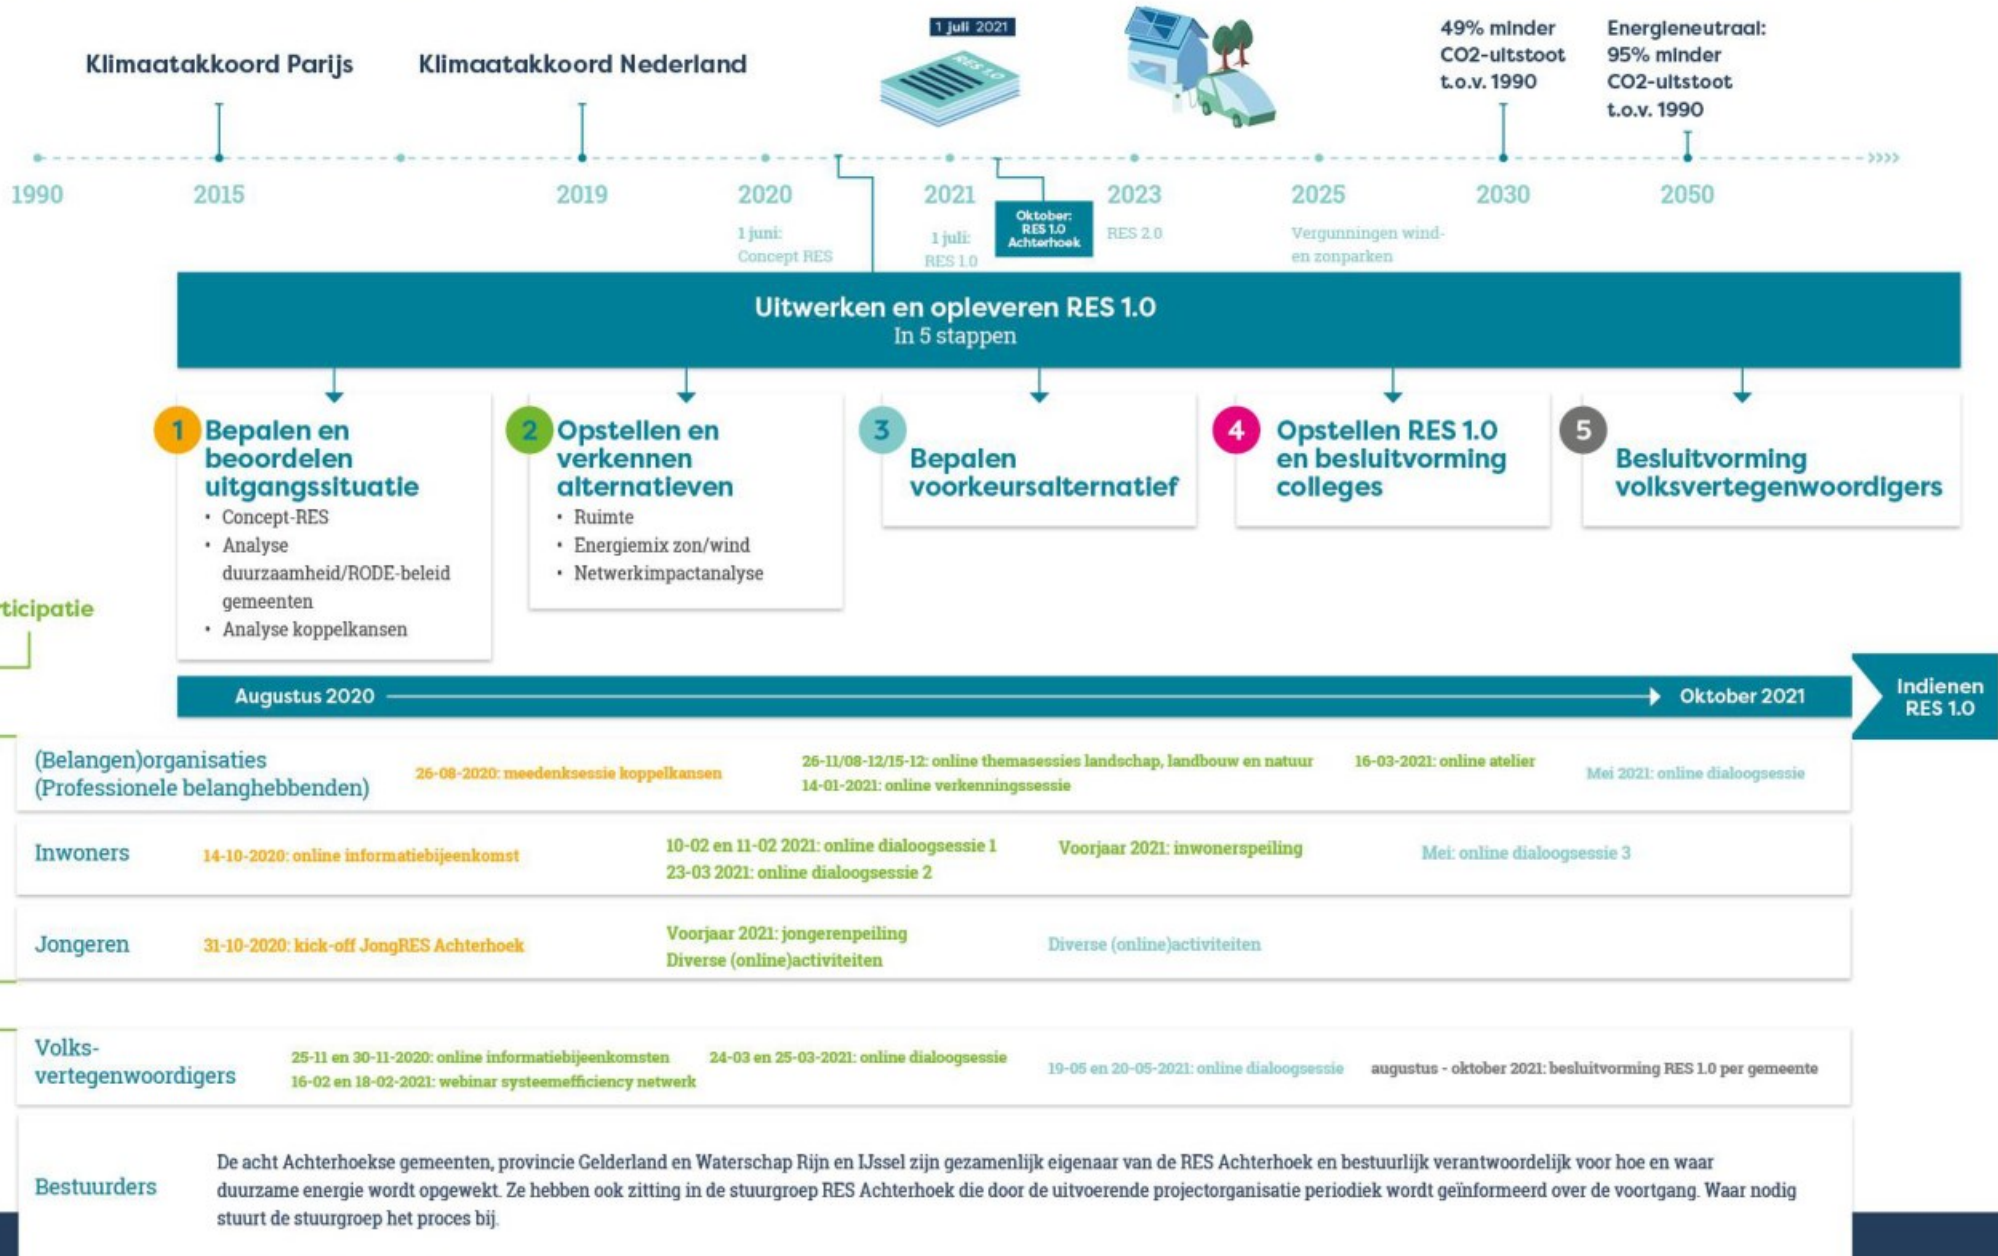 1 juli 2021
RES 1.0
Klimaatakkoord Parijs
Klimaatakkoord Nederland
49% minder
CO2-uitstoot
t.o.v. 1990
Energieneutraal:
95% minder
CO2-uitstoot
t.o.v. 1990
>>>>
1990
2015
2019
2020
2021
2023
2025
2030
2050
1 juni:
Concept RES
1 juli:
RES 1.0
Oktober:
RES 1.0
Achterhoek
RES 2.0
Vergunningen wind-
en zonparken
Uitwerken en opleveren RES 1.0
In 5 stappen
1 Bepalen en
beoordelen
uitgangssituatie
• Concept-RES
• Analyse
duurzaamheid/RODE-beleid
gemeenten
• Analyse koppelkansen
2 Opstellen en
verkennen
alternatieven
• Ruimte
• Energiemix zon/wind
• Netwerkimpactanalyse
3
Bepalen
voorkeursalternatief
4 Opstellen RES 1.0
en besluitvorming
colleges
5
Besluitvorming
volksvertegenwoordigers
ticipatie
Augustus 2020
Oktober 2021
Indienen
RES 1.0
(Belangen)organisaties
(Professionele belanghebbenden)
26-08-2020: meedenksessie koppelkansen
26-11/08-12/15-12: online themasessies landschap, landbouw en natuur
14-01-2021: online verkenningssessie
16-03-2021: online atelier
Mei 2021: online dialoogsessie
Inwoners
14-10-2020: online informatiebijeenkomst
10-02 en 11-02 2021: online dialoogsessie 1
23-03 2021: online dialoogsessie 2
Voorjaar 2021: inwonerspeiling
Mei: online dialoogsessie 3
Jongeren
31-10-2020: kick-off JongRES Achterhoek
Voorjaar 2021: jongerenpeiling
Diverse (online)activiteiten
Diverse (online)activiteiten
Volks-
vertegenwoordigers
25-11 en 30-11-2020: online informatiebijeenkomsten
16-02 en 18-02-2021: webinar systeemefficiency netwerk
24-03 en 25-03-2021: online dialoogsessie
19-05 en 20-05-2021: online dialoogsessie
augustus - oktober 2021: besluitvorming RES 1.0 per gemeente
Bestuurders
De acht Achterhoekse gemeenten, provincie Gelderland en Waterschap Rijn en IJssel zijn gezamenlijk eigenaar van de RES Achterhoek en bestuurlijk verantwoordelijk voor hoe en waar
duurzame energie wordt opgewekt. Ze hebben ook zitting in de stuurgroep RES Achterhoek die door de uitvoerende projectorganisatie periodiek wordt geïnformeerd over de voortgang. Waar nodig
stuurt de stuurgroep het proces bij.